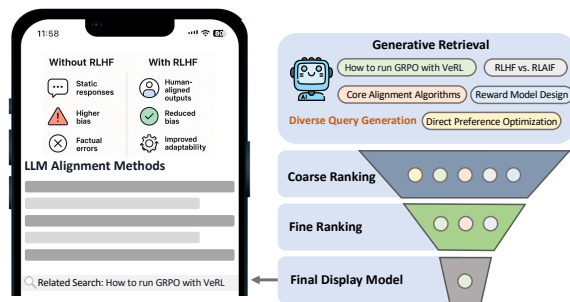 11:58
80
Without RLHF
With RLHF
Static
responses
Human-
aligned
outputs
Higher
bias
Reduced
bias
Factual
errors
Improved
adaptability
LLM Alignment Methods
Related Search: How to run GRPO with VeRL
Generative Retrieval
AI
How to run GRPO with VeRL
RLHF vs. RLAIF
Core Alignment Algorithms
Reward Model Design
Diverse Query Generation
Direct Preference Optimization
Coarse Ranking
Fine Ranking
Final Display Model